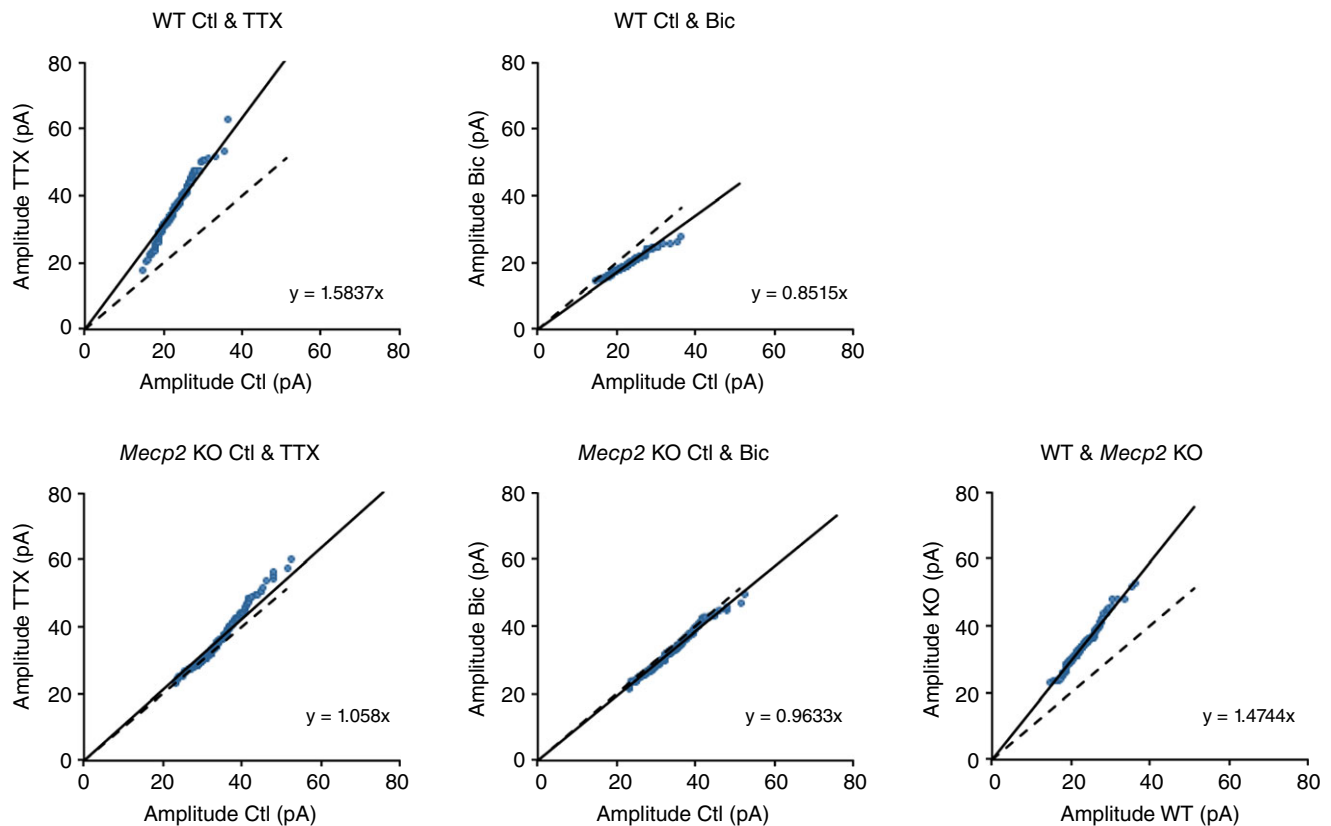 WT Ctl & TTX
80
60
40
20
0
Amplitude TTX (pA)
y = 1.5837x
0 20 40 60 80
Amplitude Ctl (pA)
WT Ctl & Bic
80
60
40
20
0
Amplitude Bic (pA)
y = 0.8515x
0 20 40 60 80
Amplitude Ctl (pA)
Mecp2 KO Ctl & TTX
80
60
40
20
0
Amplitude TTX (pA)
y = 1.058x
0 20 40 60 80
Amplitude Ctl (pA)
Mecp2 KO Ctl & Bic
80
60
40
20
0
Amplitude Bic (pA)
y = 0.9633x
0 20 40 60 80
Amplitude Ctl (pA)
WT & Mecp2 KO
80
60
40
20
0
Amplitude KO (pA)
y = 1.4744x
0 20 40 60 80
Amplitude WT (pA)